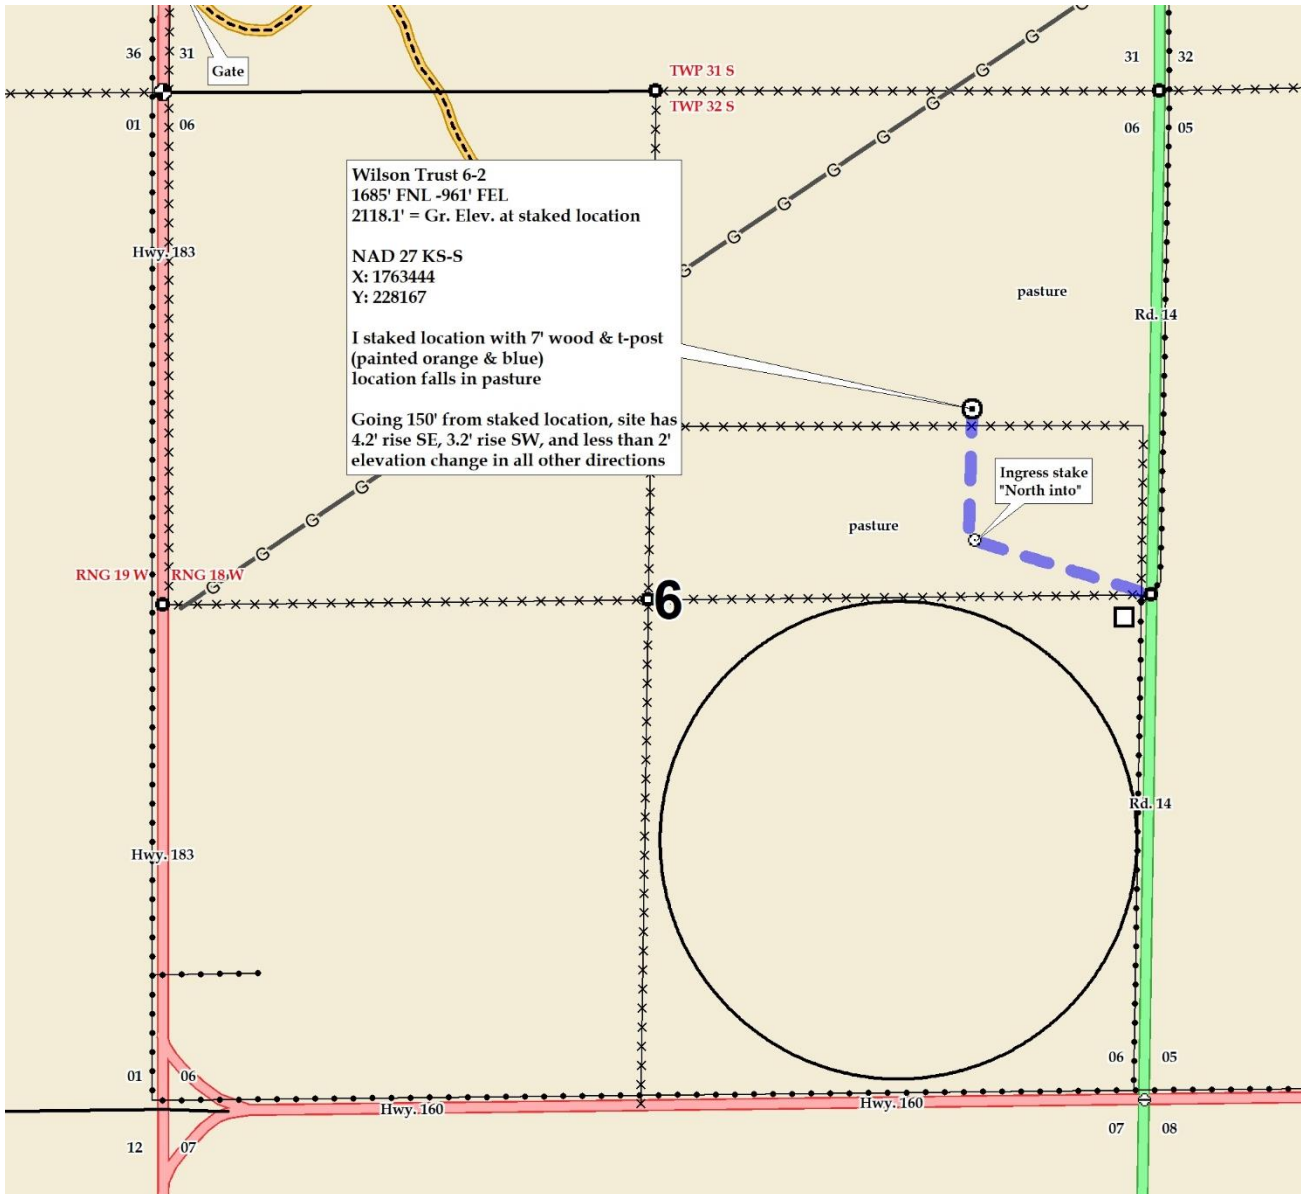 36
31
Gate
TWP 31 S
TWP 32 S
31
32
01
06
06
05
Wilson Trust 6-2
1685' FNL -961' FEL
2118.1' = Gr. Elev. at staked location
NAD 27 KS-S
X: 1763444
Y: 228167
I staked location with 7' wood & t-post
(painted orange & blue)
location falls in pasture
Going 150' from staked location, site has
4.2' rise SE, 3.2' rise SW, and less than 2'
elevation change in all other directions
Hwy. 183
G
G
G
G
G
G
G
G
G
pasture
Rd. 14
Ingress stake
"North into"
pasture
G
G
G
G
RNG 19 W
RNG 18 W
6
Rd. 14
Hwy. 183
01
06
06
05
Hwy. 160
Hwy. 160
12
07
07
08